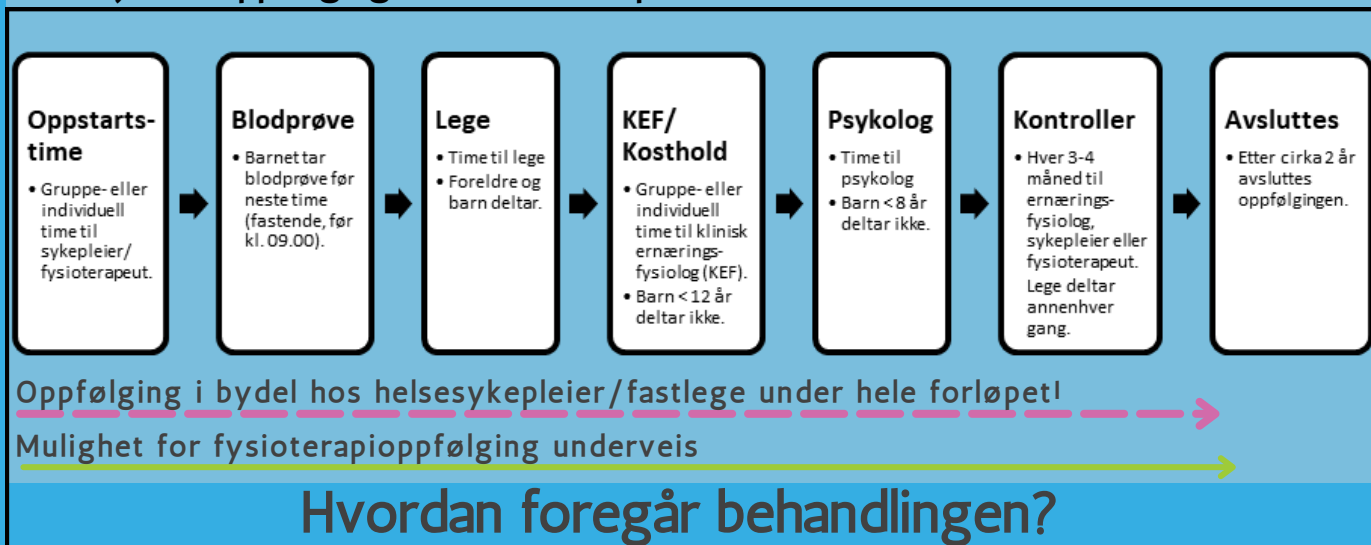 Oppstarts-
time
• Gruppe- eller
individuell
time til
sykepleier/
fysioterapeut.
Blodprøve
• Barnet tar
blodprøve før
neste time
(fastende, før
kl. 09.00).
Lege
• Time til lege
• Foreldre og
barn deltar.
KEF/
Kosthold
• Gruppe- eller
individuell
time til klinisk
ernærings-
fysiolog (KEF).
• Barn < 12 år
deltar ikke.
Psykolog
• Time til
psykolog
• Barn < 8 år
deltar ikke.
Kontroller
• Hver 3-4
måned til
ernærings-
fysiolog,
sykepleier eller
fysioterapeut.
Lege deltar
annenhver
gang.
Avsluttes
• Etter cirka 2 år
avsluttes
oppfølgingen.
Oppfølging i bydel hos helsesykepleier/fastlege under hele forløpet!
Mulighet for fysioterapioppfølging underveis
Hvordan foregår behandlingen?